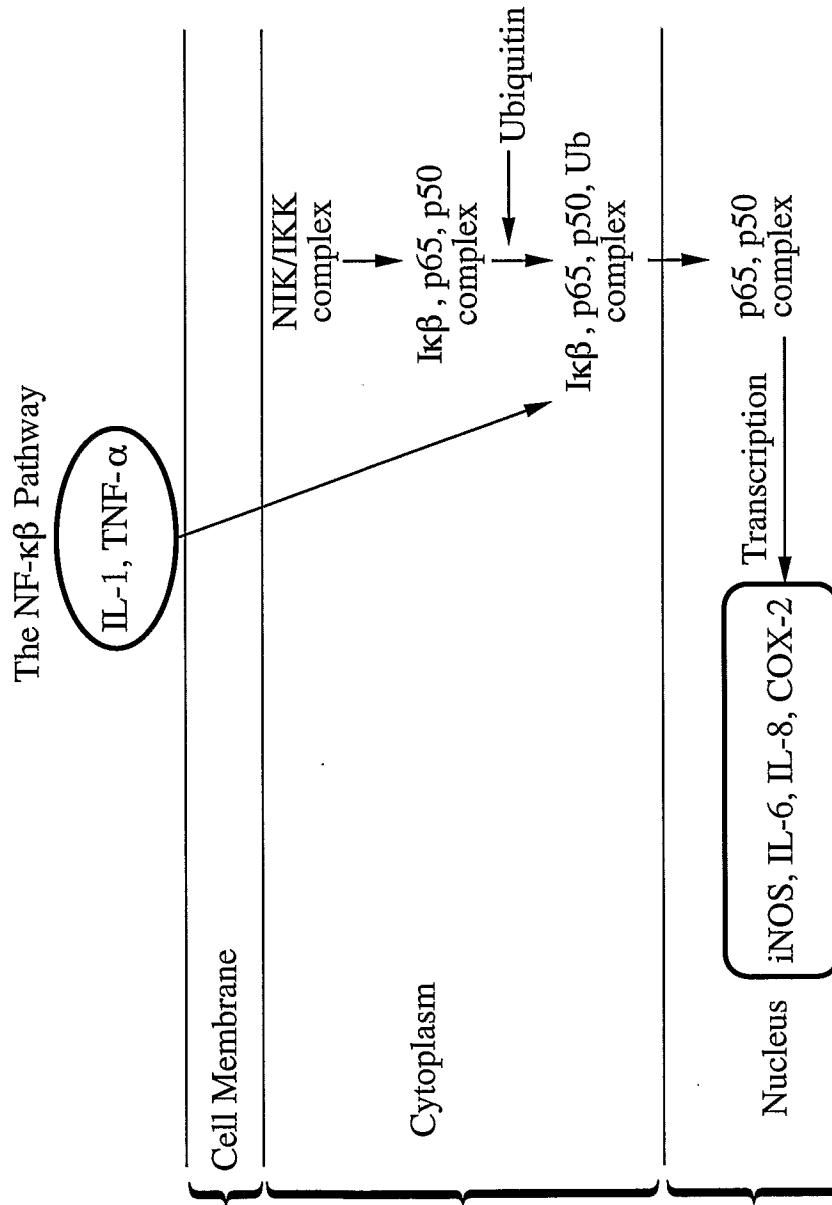 The NF-κβ Pathway
IL-1, TNF-α
Cell Membrane
Cytoplasm
NIK/IKK
complex
Iκβ, p65, p50
complex
Ubiquitin
Iκβ, p65, p50, Ub
complex
Nucleus
p65, p50
complex
Transcription
iNOS, IL-6, IL-8, COX-2